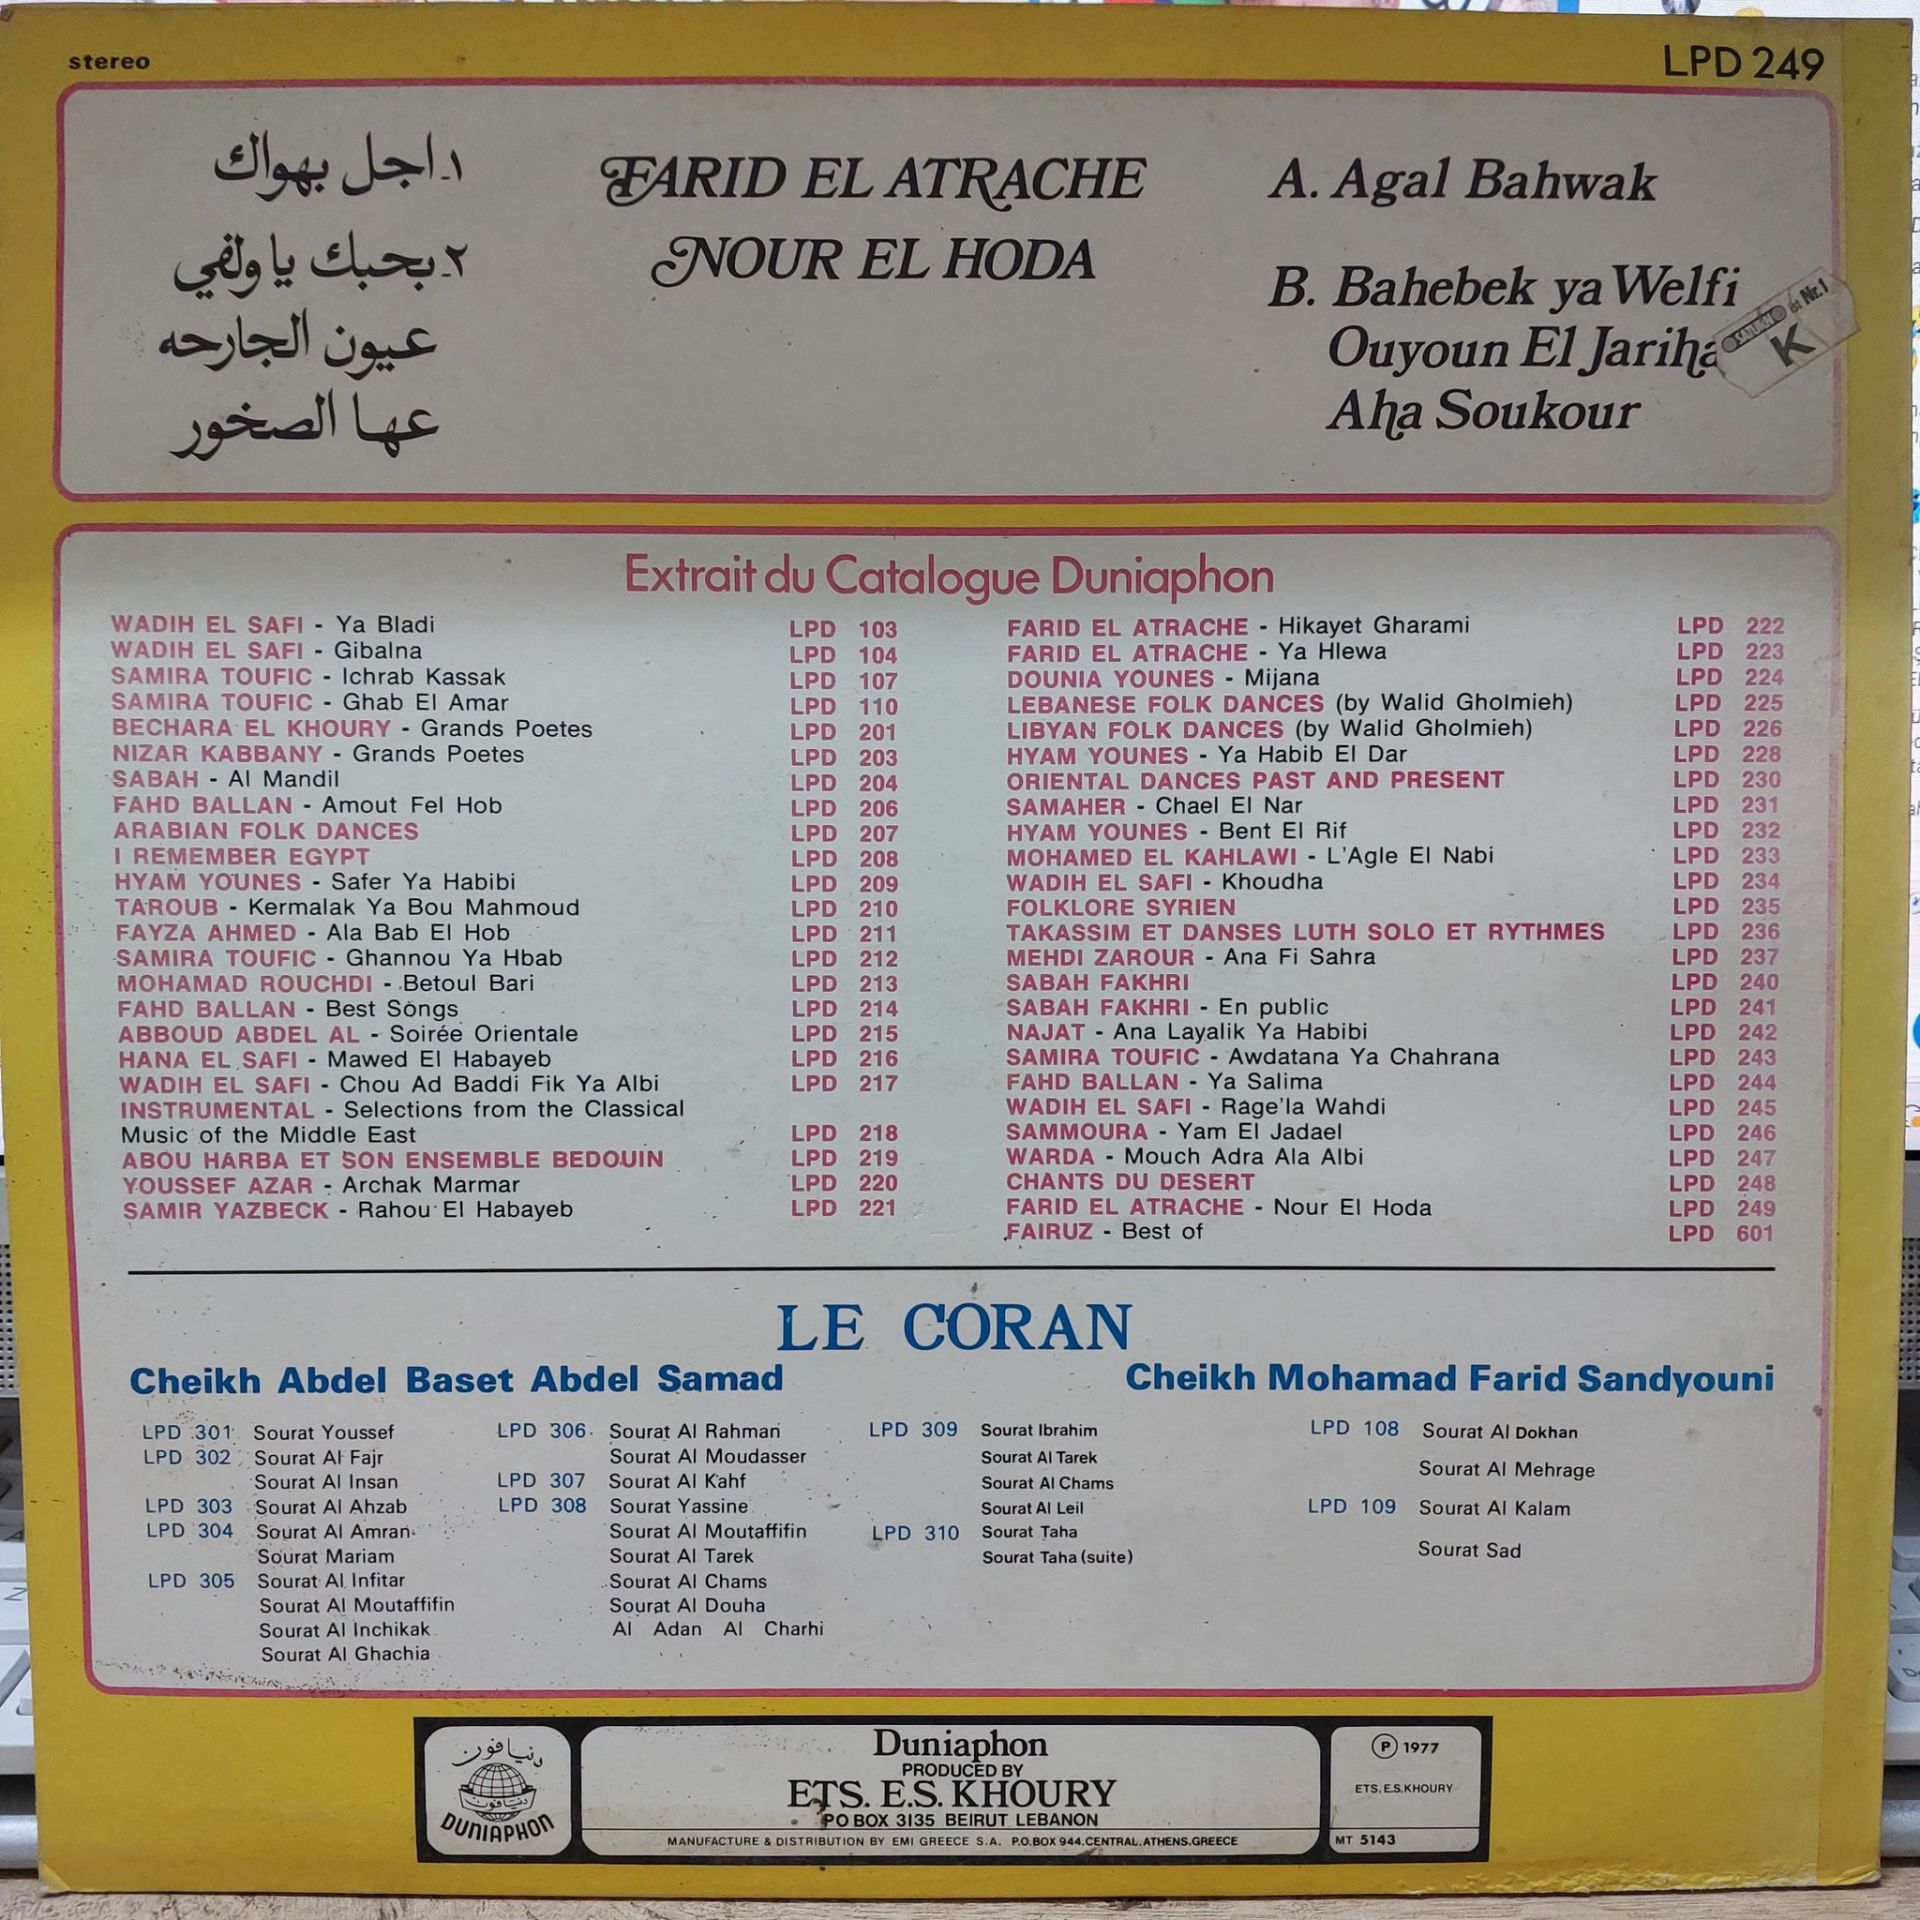 stereo
LPD 249
١ـ اجل بهواك
٢ـ بحبك يا ولفي
عيون الجارحه
عها الصخور
FARID EL ATRACHE
NOUR EL HODA
A. Agal Bahwak
B. Bahebek ya Welfi
Ouyoun El Jariha
Aha Soukour
Nr.1
K
Extrait du Catalogue Duniaphon
WADIH EL SAFI - Ya Bladi LPD 103
WADIH EL SAFI - Gibalna LPD 104
SAMIRA TOUFIC - Ichrab Kassak LPD 107
SAMIRA TOUFIC - Ghab El Amar LPD 110
BECHARA EL KHOURY - Grands Poetes LPD 201
NIZAR KABBANY - Grands Poetes LPD 203
SABAH - Al Mandil LPD 204
FAHD BALLAN - Amout Fel Hob LPD 206
ARABIAN FOLK DANCES LPD 207
I REMEMBER EGYPT LPD 208
HYAM YOUNES - Safer Ya Habibi LPD 209
TAROUB - Kermalak Ya Bou Mahmoud LPD 210
FAYZA AHMED - Ala Bab El Hob LPD 211
SAMIRA TOUFIC - Ghannou Ya Hbab LPD 212
MOHAMAD ROUCHDI - Betoul Bari LPD 213
FAHD BALLAN - Best Songs LPD 214
ABBOUD ABDEL AL - Soirée Orientale LPD 215
HANA EL SAFI - Mawed El Habayeb LPD 216
WADIH EL SAFI - Chou Ad Baddi Fik Ya Albi LPD 217
INSTRUMENTAL - Selections from the Classical
Music of the Middle East LPD 218
ABOU HARBA ET SON ENSEMBLE BEDOUIN LPD 219
YOUSSEF AZAR - Archak Marmar LPD 220
SAMIR YAZBECK - Rahou El Habayeb LPD 221
FARID EL ATRACHE - Hikayet Gharami LPD 222
FARID EL ATRACHE - Ya Hlewa LPD 223
DOUNIA YOUNES - Mijana LPD 224
LEBANESE FOLK DANCES (by Walid Gholmieh) LPD 225
LIBYAN FOLK DANCES (by Walid Gholmieh) LPD 226
HYAM YOUNES - Ya Habib El Dar LPD 228
ORIENTAL DANCES PAST AND PRESENT LPD 230
SAMAHER - Chael El Nar LPD 231
HYAM YOUNES - Bent El Rif LPD 232
MOHAMED EL KAHLAWI - L'Agle El Nabi LPD 233
WADIH EL SAFI - Khoudha LPD 234
FOLKLORE SYRIEN LPD 235
TAKASSIM ET DANSES LUTH SOLO ET RYTHMES LPD 236
MEHDI ZAROUR - Ana Fi Sahra LPD 237
SABAH FAKHRI LPD 240
SABAH FAKHRI - En public LPD 241
NAJAT - Ana Layalik Ya Habibi LPD 242
SAMIRA TOUFIC - Awdatana Ya Chahrana LPD 243
FAHD BALLAN - Ya Salima LPD 244
WADIH EL SAFI - Rage'la Wahdi LPD 245
SAMMOURA - Yam El Jadael LPD 246
WARDA - Mouch Adra Ala Albi LPD 247
CHANTS DU DESERT LPD 248
FARID EL ATRACHE - Nour El Hoda LPD 249
FAIRUZ - Best of LPD 601
LE CORAN
Cheikh Abdel Baset Abdel Samad
LPD 301 Sourat Youssef
LPD 302 Sourat Al Fajr
Sourat Al Insan
LPD 303 Sourat Al Ahzab
LPD 304 Sourat Al Amran
Sourat Mariam
LPD 305 Sourat Al Infitar
Sourat Al Moutaffifin
Sourat Al Inchikak
Sourat Al Ghachia
LPD 306 Sourat Al Rahman
Sourat Al Moudasser
LPD 307 Sourat Al Kahf
LPD 308 Sourat Yassine
Sourat Al Moutaffifin
Sourat Al Tarek
Sourat Al Chams
Sourat Al Douha
Al Adan Al Charhi
LPD 309 Sourat Ibrahim
Sourat Al Tarek
Sourat Al Chams
Sourat Al Leil
LPD 310 Sourat Taha
Sourat Taha (suite)
Cheikh Mohamad Farid Sandyouni
LPD 108 Sourat Al Dokhan
Sourat Al Mehrage
LPD 109 Sourat Al Kalam
Sourat Sad
دنيافون
دنيافون
DUNIAPHON
Duniaphon
PRODUCED BY
ETS. E.S. KHOURY
PO BOX 3135 BEIRUT LEBANON
MANUFACTURE & DISTRIBUTION BY EMI GREECE S.A. P.O.BOX 944.CENTRAL.ATHENS.GREECE
Ⓟ 1977
ETS. E.S.KHOURY
MT 5143